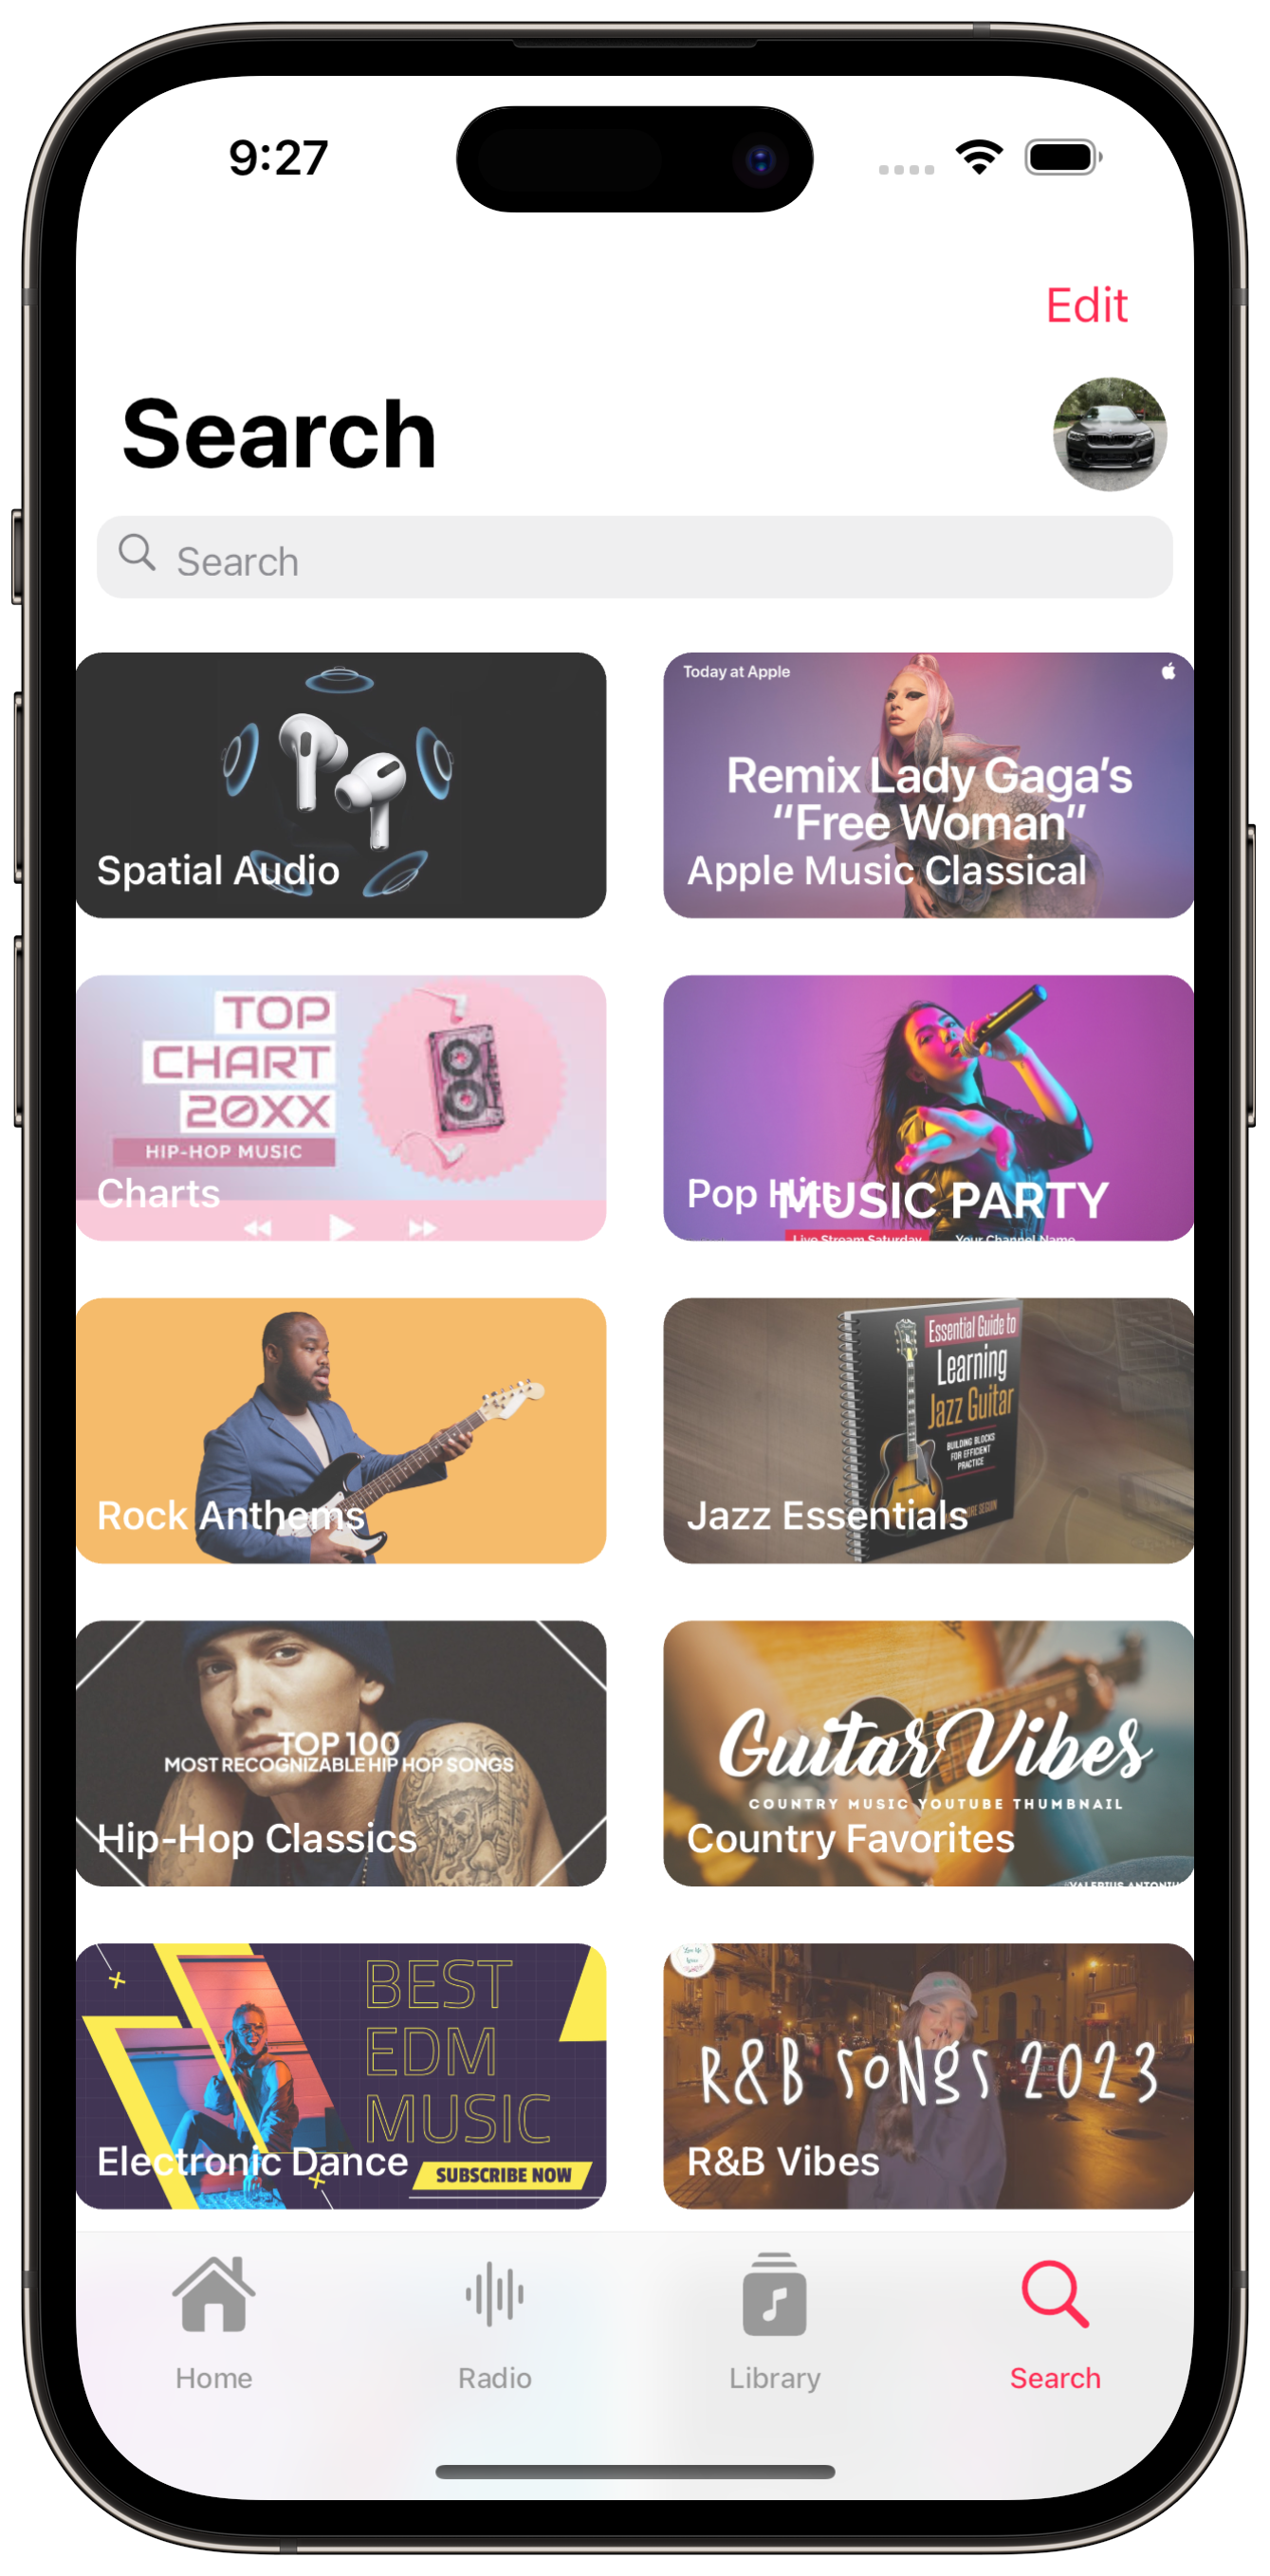 9:27
Edit
Search
Search
Today at Apple
Remix Lady Gaga's
“Free Woman”
Spatial Audio
Apple Music Classical
TOP
CHART
20XX
HIP-HOP MUSIC
Charts
Pop Hits
MUSIC PARTY
Live Stream Saturday
Your Channel Name
Essential Guide to
Learning
Jazz Guitar
BUILDING BLOCKS
FOR EFFICIENT
PRACTICE
Rock Anthems
Jazz Essentials
TOP 100
MOST RECOGNIZABLE HIP HOP SONGS
Hip-Hop Classics
Guitar Vibes
COUNTRY MUSIC YOUTUBE THUMBNAIL
Country Favorites
BEST
EDM
MUSIC
SUBSCRIBE NOW
Electronic Dance
R&B SONGS 2023
R&B Vibes
Home
Radio
Library
Search